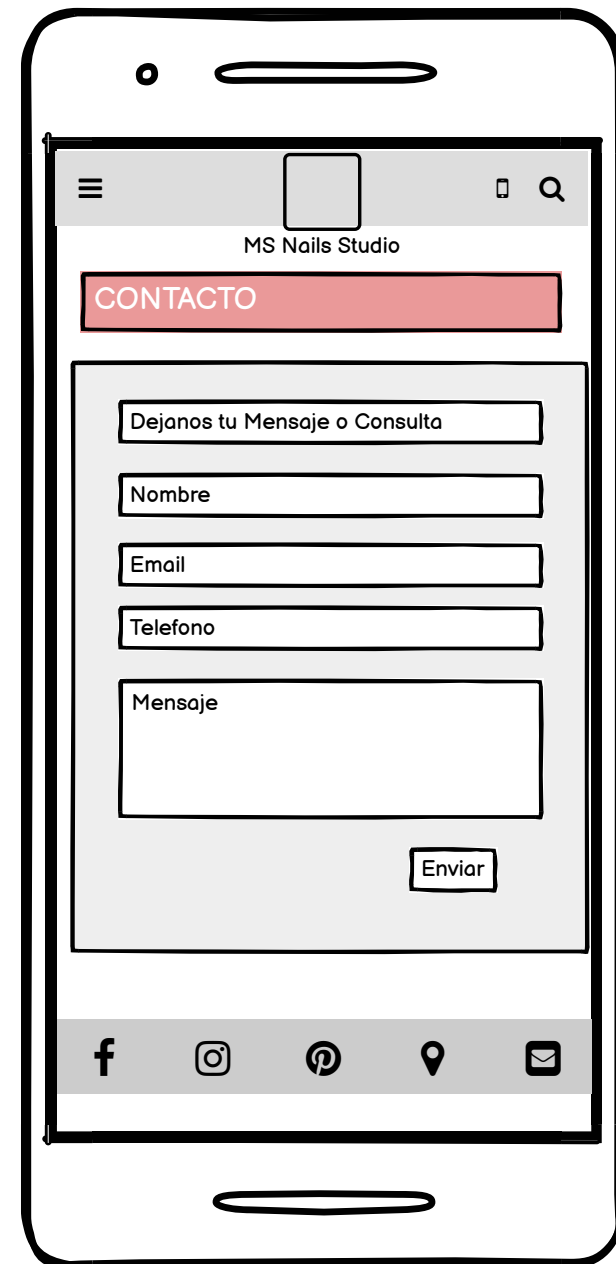 MS Nails Studio
CONTACTO
Dejanos tu Mensaje o Consulta
Nombre
Email
Telefono
Mensaje
Enviar